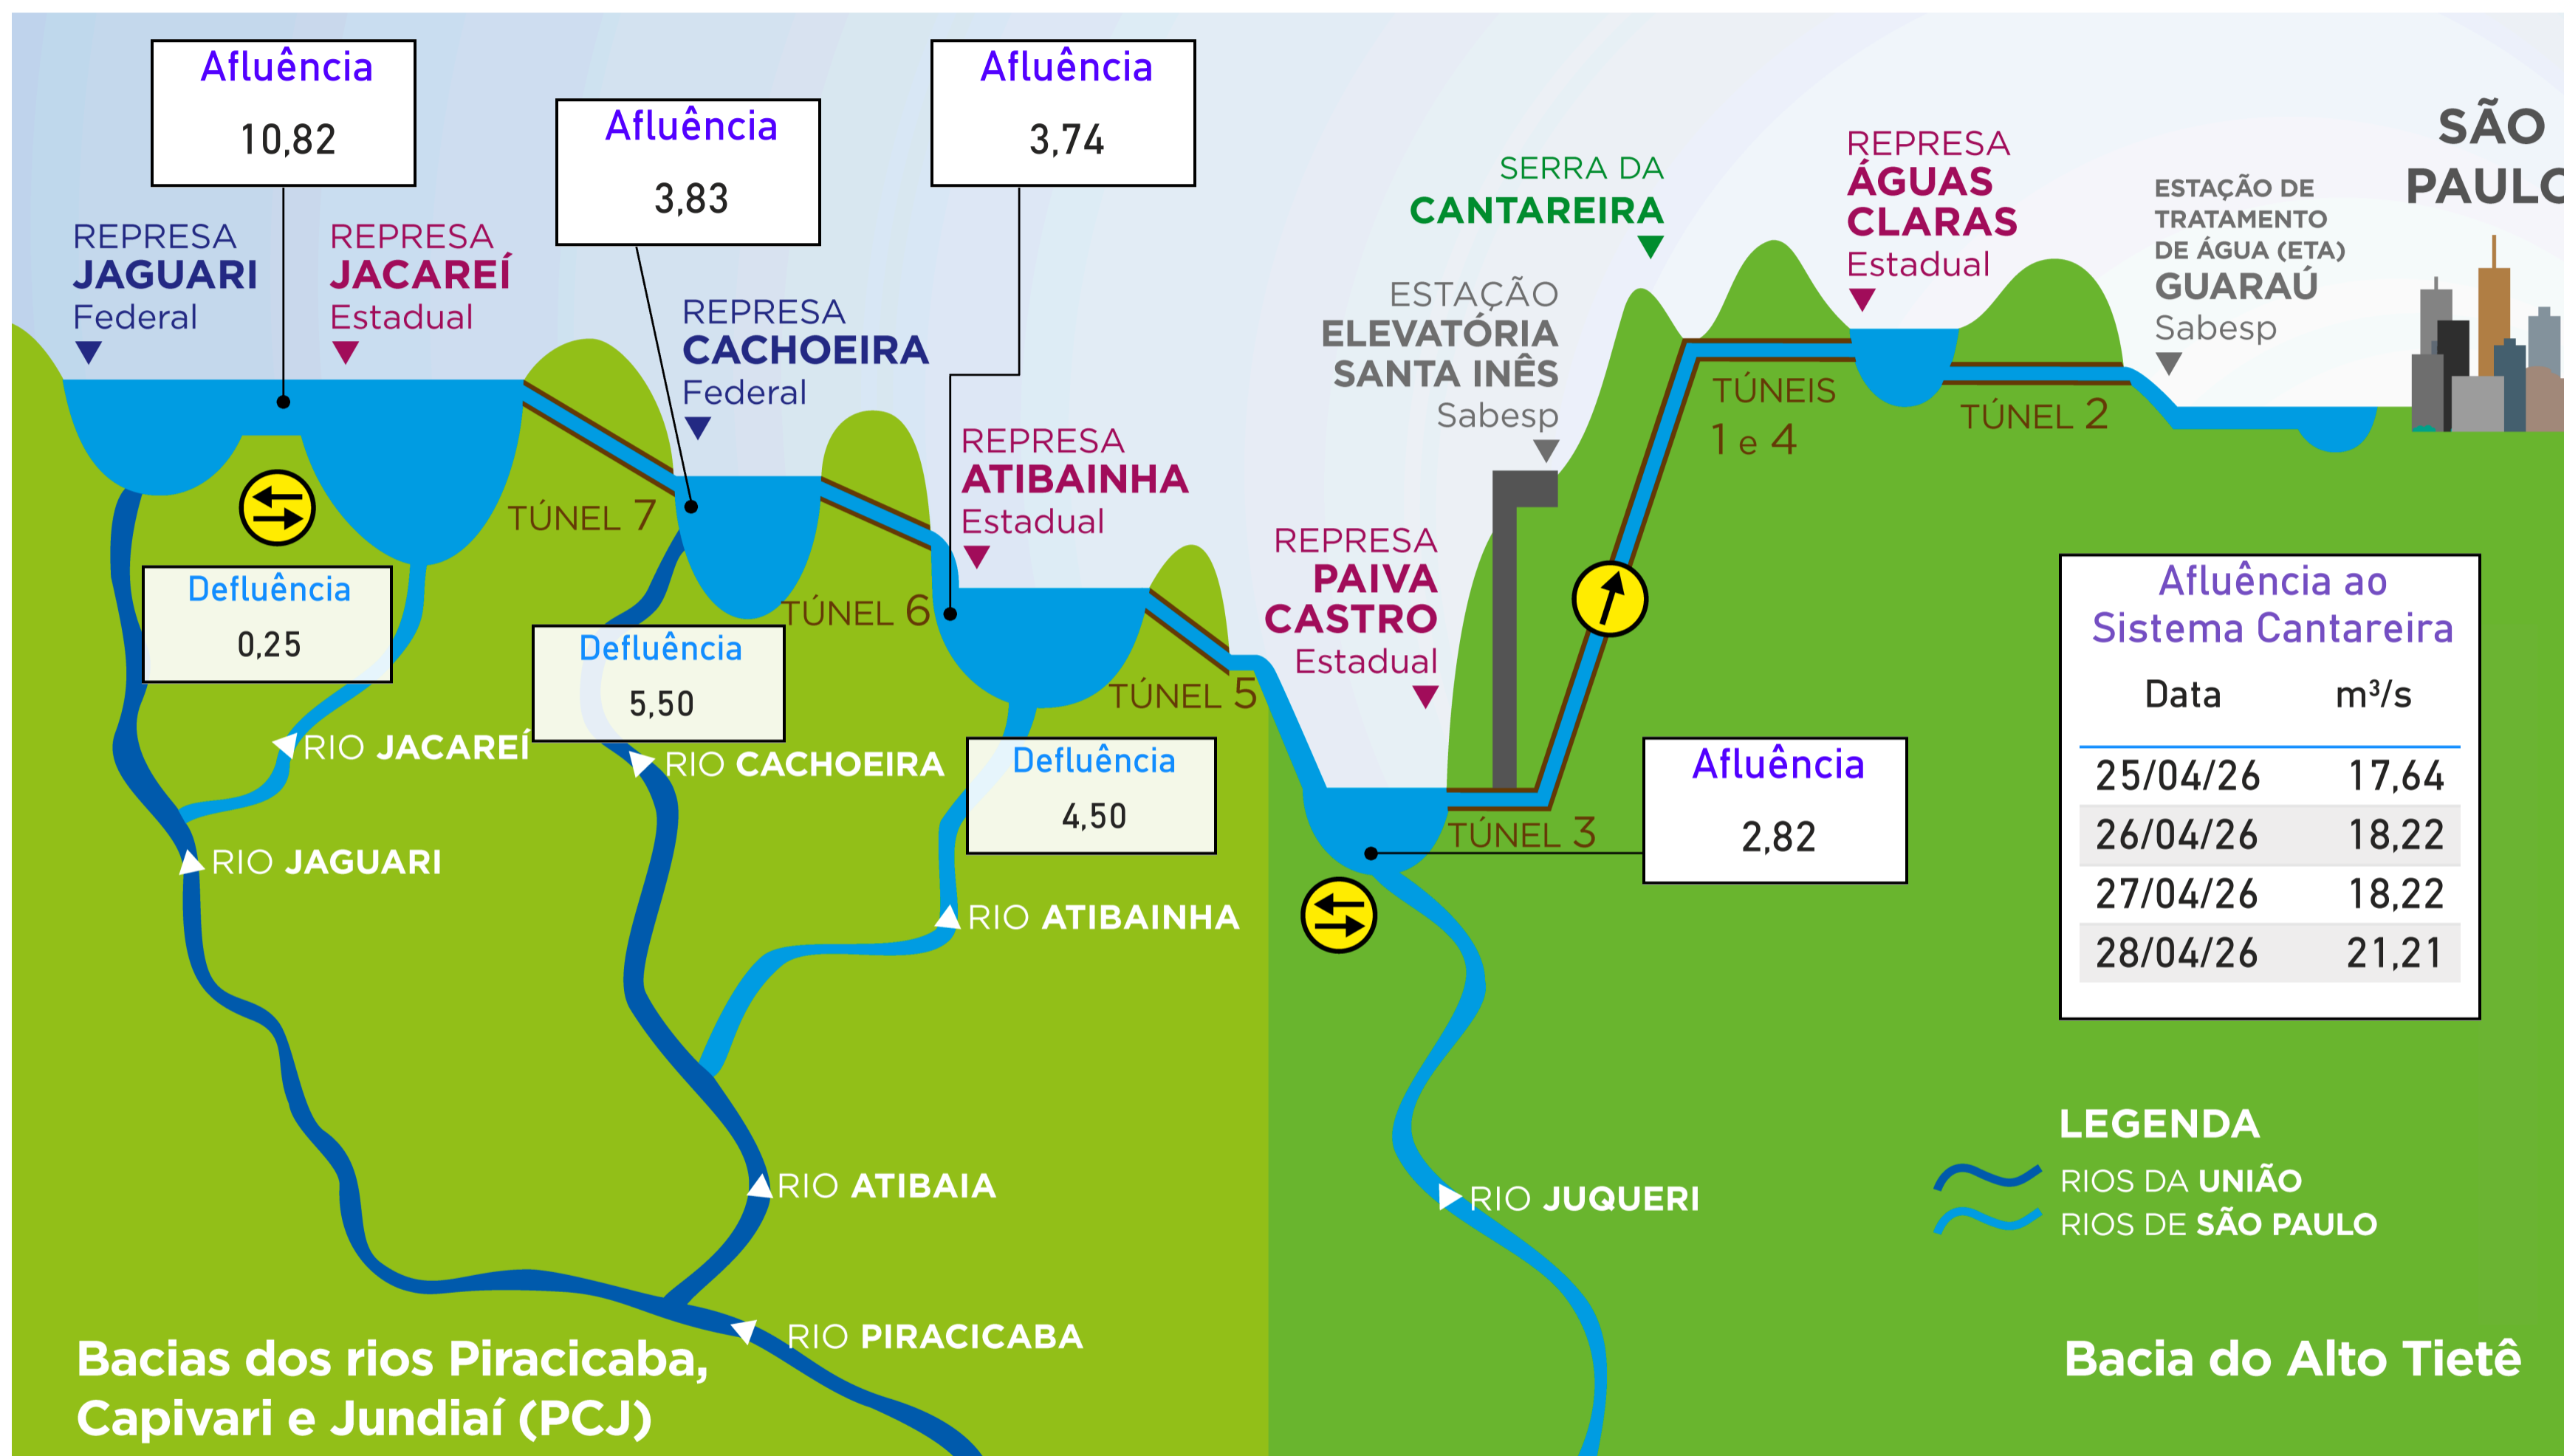 Afluência
10,82
Afluência
3,83
Afluência
3,74
REPRESA
JAGUARI
Federal
REPRESA
JACAREÍ
Estadual
REPRESA
CACHOEIRA
Federal
REPRESA
ATIBAINHA
Estadual
SERRA DA
CANTAREIRA
ESTAÇÃO
ELEVATÓRIA
SANTA INÊS
Sabesp
REPRESA
ÁGUAS
CLARAS
Estadual
ESTAÇÃO DE
TRATAMENTO
DE ÁGUA (ETA)
GUARAÚ
Sabesp
SÃO
PAULO
TÚNEL 7
TÚNEL 6
TÚNEL 5
REPRESA
PAIVA
CASTRO
Estadual
TÚNEIS
1 e 4
TÚNEL 2
TÚNEL 3
Defluência
0,25
Defluência
5,50
Defluência
4,50
Afluência
2,82
Afluência ao
Sistema Cantareira
Data m³/s
25/04/26 17,64
26/04/26 18,22
27/04/26 18,22
28/04/26 21,21
RIO JACAREÍ
RIO CACHOEIRA
RIO JAGUARI
RIO ATIBAINHA
RIO ATIBAIA
RIO JUQUERI
RIO PIRACICABA
LEGENDA
RIOS DA UNIÃO
RIOS DE SÃO PAULO
Bacias dos rios Piracicaba,
Capivari e Jundiaí (PCJ)
Bacia do Alto Tietê